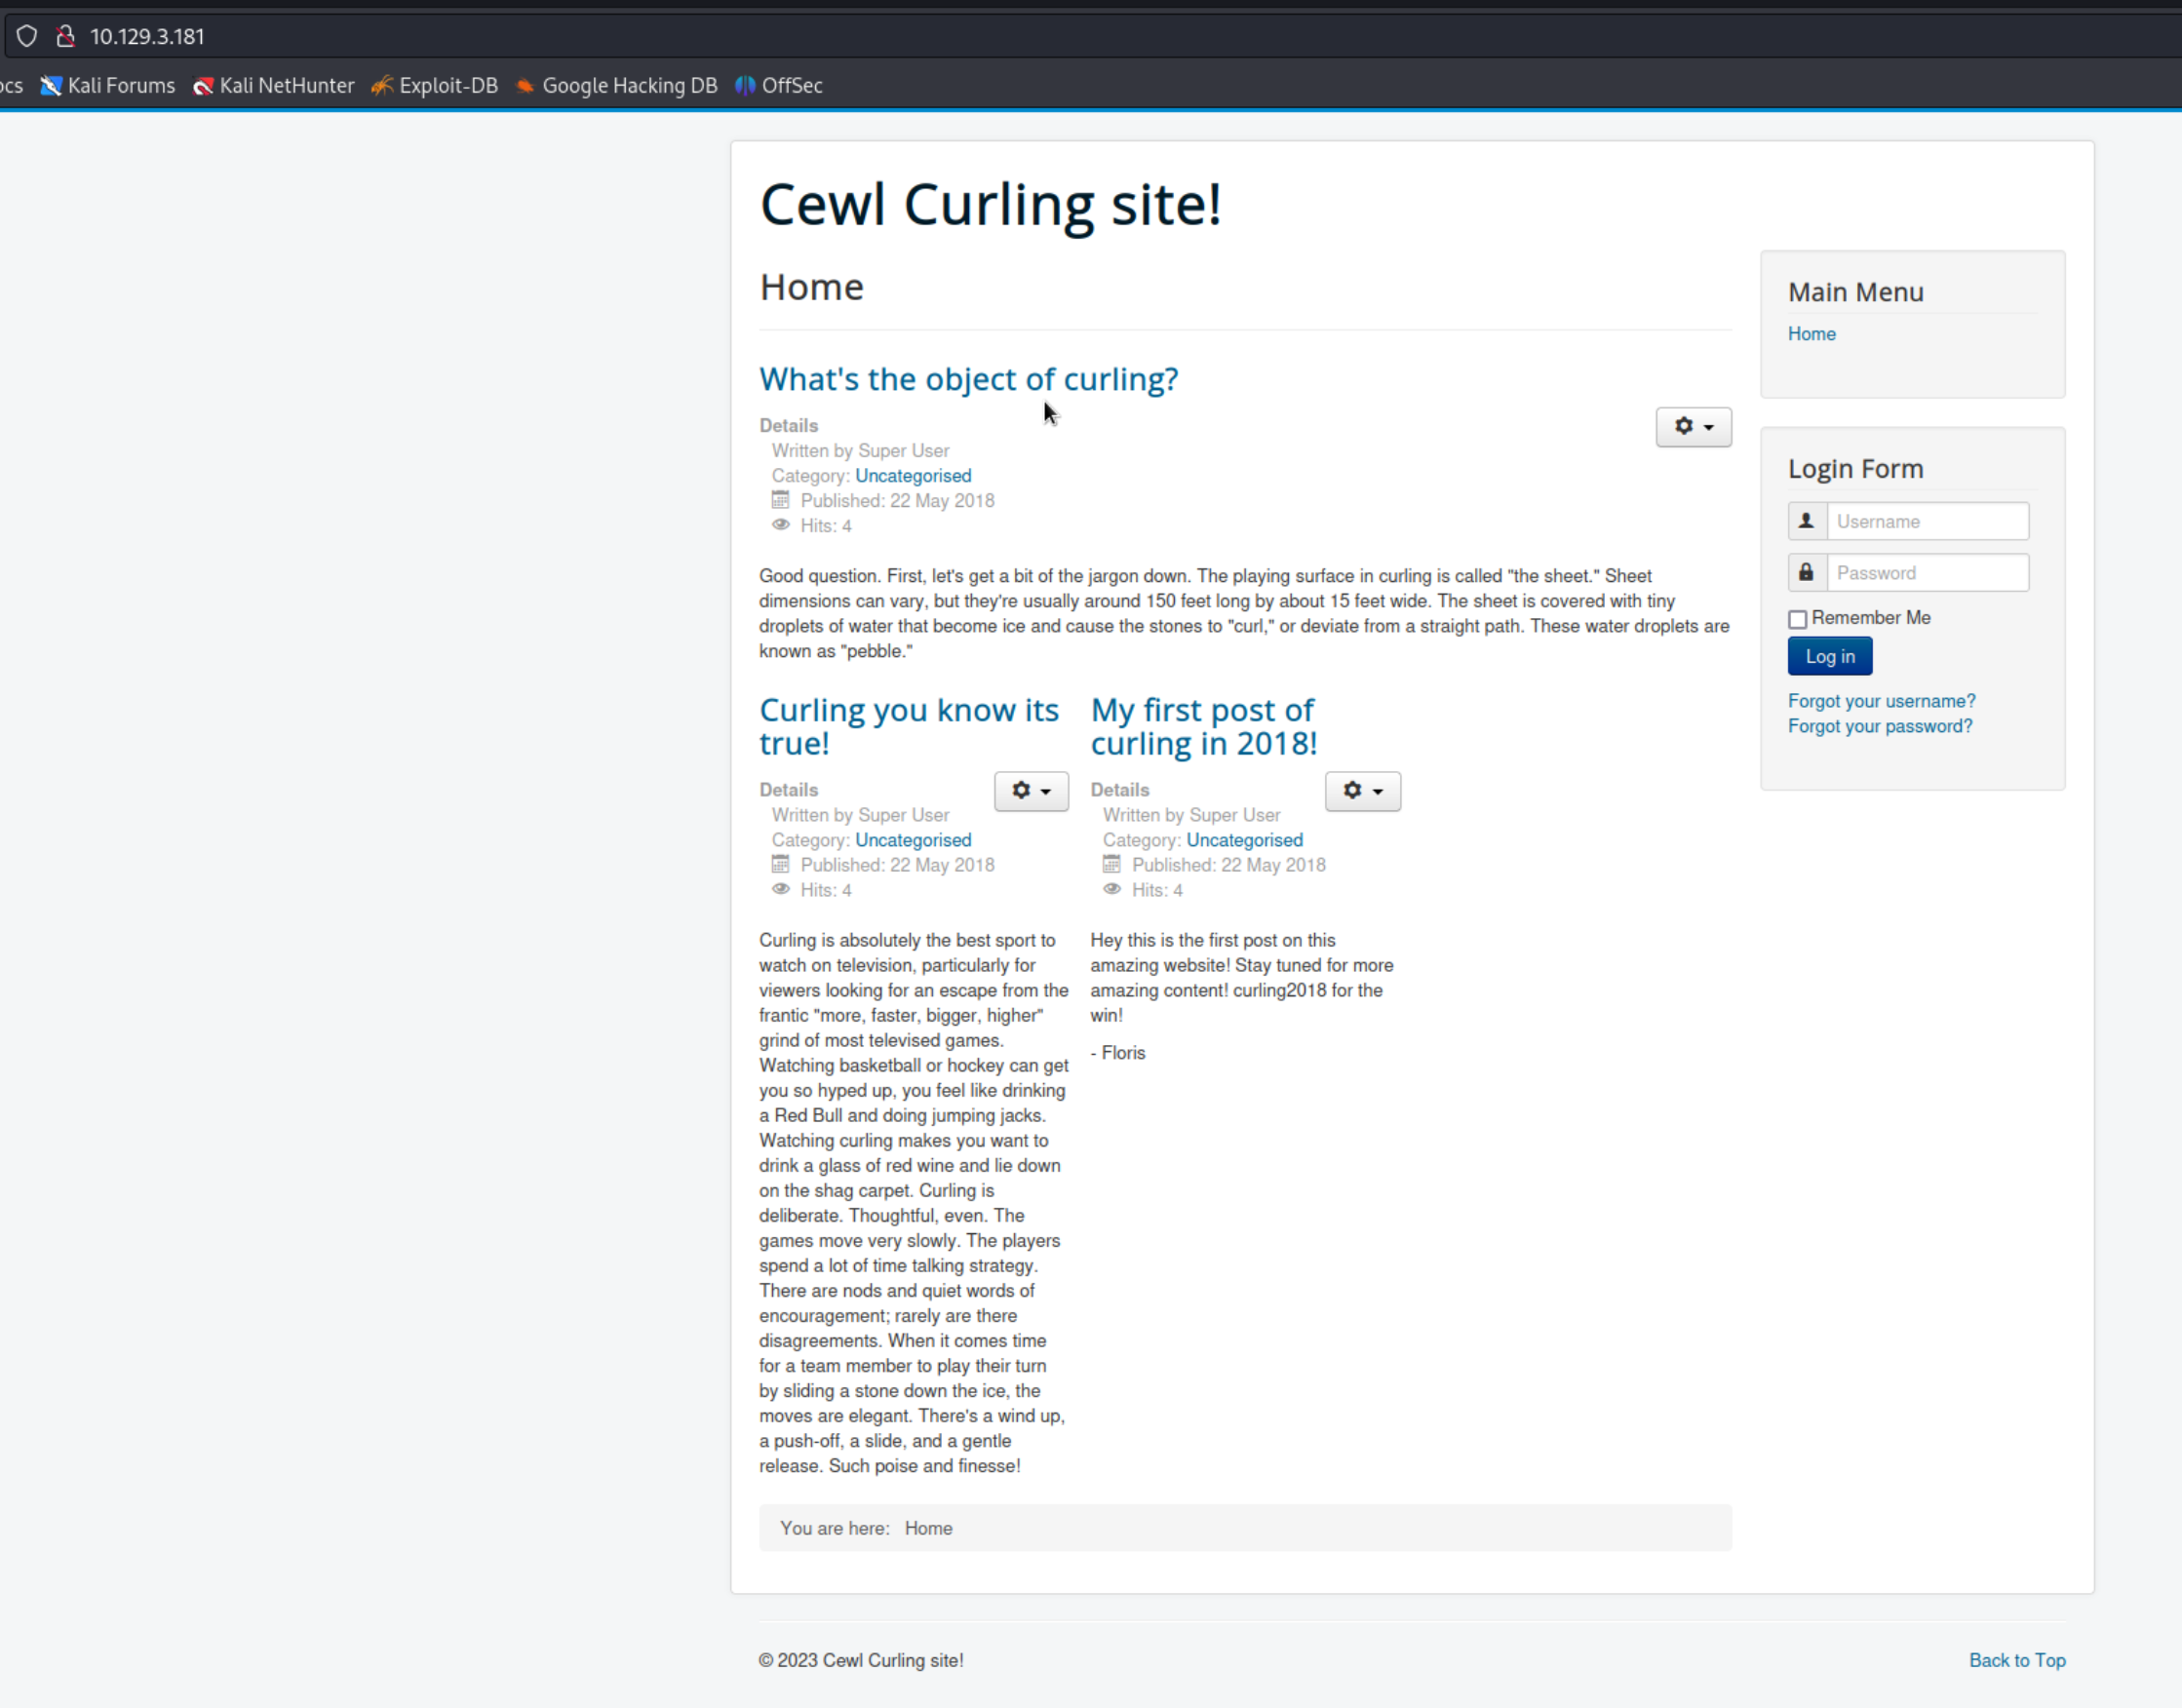 10.129.3.181
ocs Kali Forums Kali NetHunter Exploit-DB Google Hacking DB OffSec
Cewl Curling site!
Home
What's the object of curling?
Details
Written by Super User
Category: Uncategorised
Published: 22 May 2018
Hits: 4
Good question. First, let's get a bit of the jargon down. The playing surface in curling is called "the sheet." Sheet
dimensions can vary, but they're usually around 150 feet long by about 15 feet wide. The sheet is covered with tiny
droplets of water that become ice and cause the stones to "curl," or deviate from a straight path. These water droplets are
known as "pebble."
Curling you know its
true!
Details
Written by Super User
Category: Uncategorised
Published: 22 May 2018
Hits: 4
Curling is absolutely the best sport to
watch on television, particularly for
viewers looking for an escape from the
frantic "more, faster, bigger, higher"
grind of most televised games.
Watching basketball or hockey can get
you so hyped up, you feel like drinking
a Red Bull and doing jumping jacks.
Watching curling makes you want to
drink a glass of red wine and lie down
on the shag carpet. Curling is
deliberate. Thoughtful, even. The
games move very slowly. The players
spend a lot of time talking strategy.
There are nods and quiet words of
encouragement; rarely are there
disagreements. When it comes time
for a team member to play their turn
by sliding a stone down the ice, the
moves are elegant. There's a wind up,
a push-off, a slide, and a gentle
release. Such poise and finesse!
My first post of
curling in 2018!
Details
Written by Super User
Category: Uncategorised
Published: 22 May 2018
Hits: 4
Hey this is the first post on this
amazing website! Stay tuned for more
amazing content! curling2018 for the
win!
- Floris
You are here: Home
Main Menu
Home
Login Form
Username
Password
Remember Me
Log in
Forgot your username?
Forgot your password?
© 2023 Cewl Curling site!
Back to Top